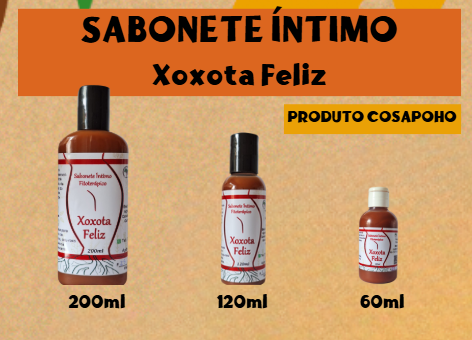 SABONETE ÍNTIMO
Xoxota Feliz
PRODUTO COSAPOHO
Sabonete Íntimo
Fitoterápico
Xoxota
Feliz
200ml
Sabonete Íntimo
Fitoterápico
Xoxota
Feliz
120ml
Xoxota
Feliz
200ml
120ml
60ml